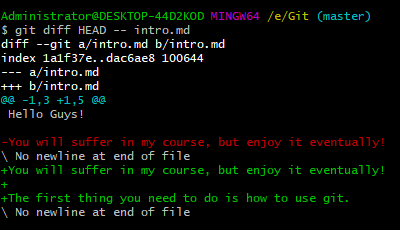 Administrator@DESKTOP-44D2KOD MINGW64 /e/Git (master)
$ git diff HEAD -- intro.md
diff --git a/intro.md b/intro.md
index 1a1f37e..dac6ae8 100644
--- a/intro.md
+++ b/intro.md
@@ -1,3 +1,5 @@
 Hello Guys!

-You will suffer in my course, but enjoy it eventually!
\ No newline at end of file
+You will suffer in my course, but enjoy it eventually!
+
+The first thing you need to do is how to use git.
\ No newline at end of file